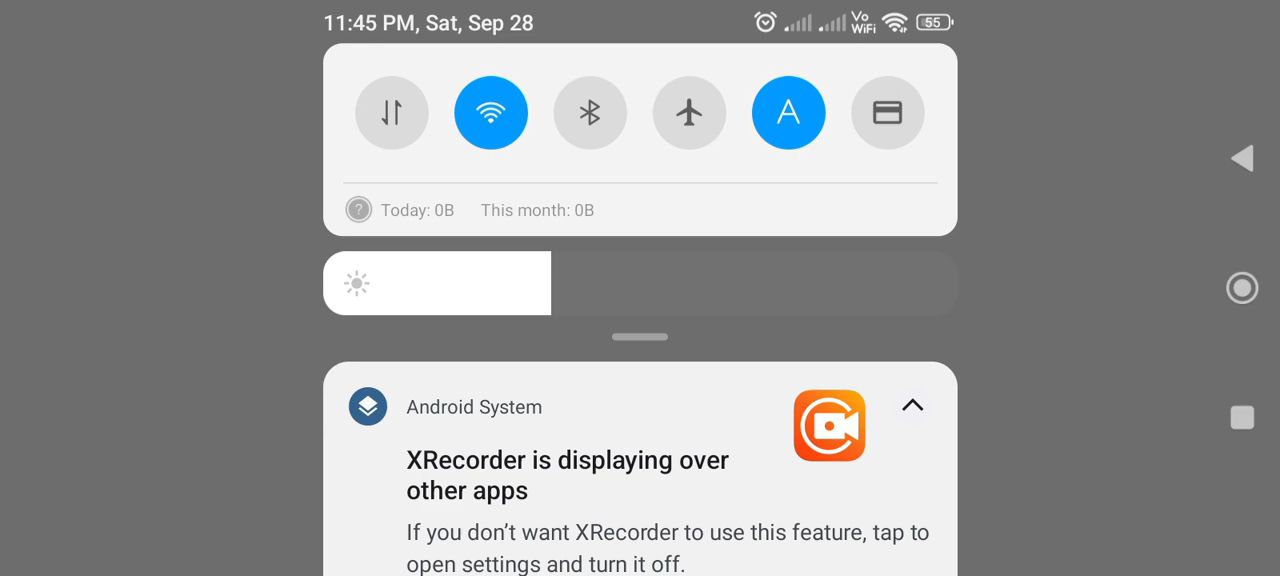 11:45 PM, Sat, Sep 28
Vo
WiFi
55
A
? Today: 0B This month: 0B
Android System
XRecorder is displaying over
other apps
If you don’t want XRecorder to use this feature, tap to
open settings and turn it off.